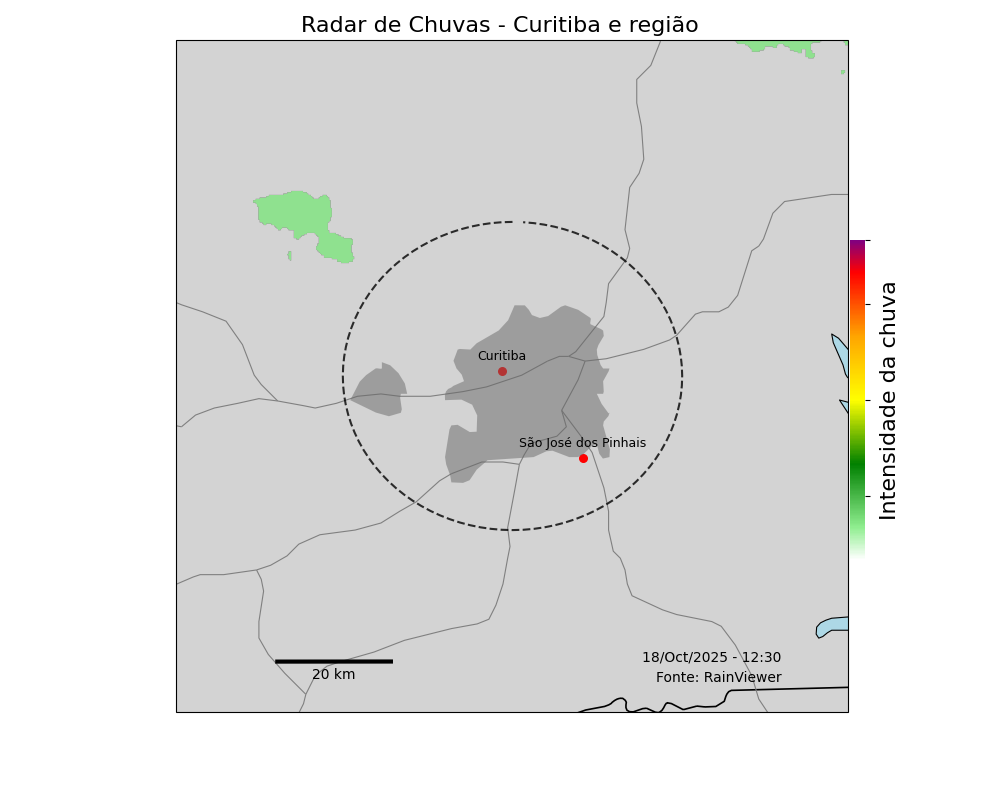 Radar de Chuvas - Curitiba e região
Curitiba
São José dos Pinhais
Intensidade da chuva
18/Oct/2025 - 12:30
Fonte: RainViewer
20 km